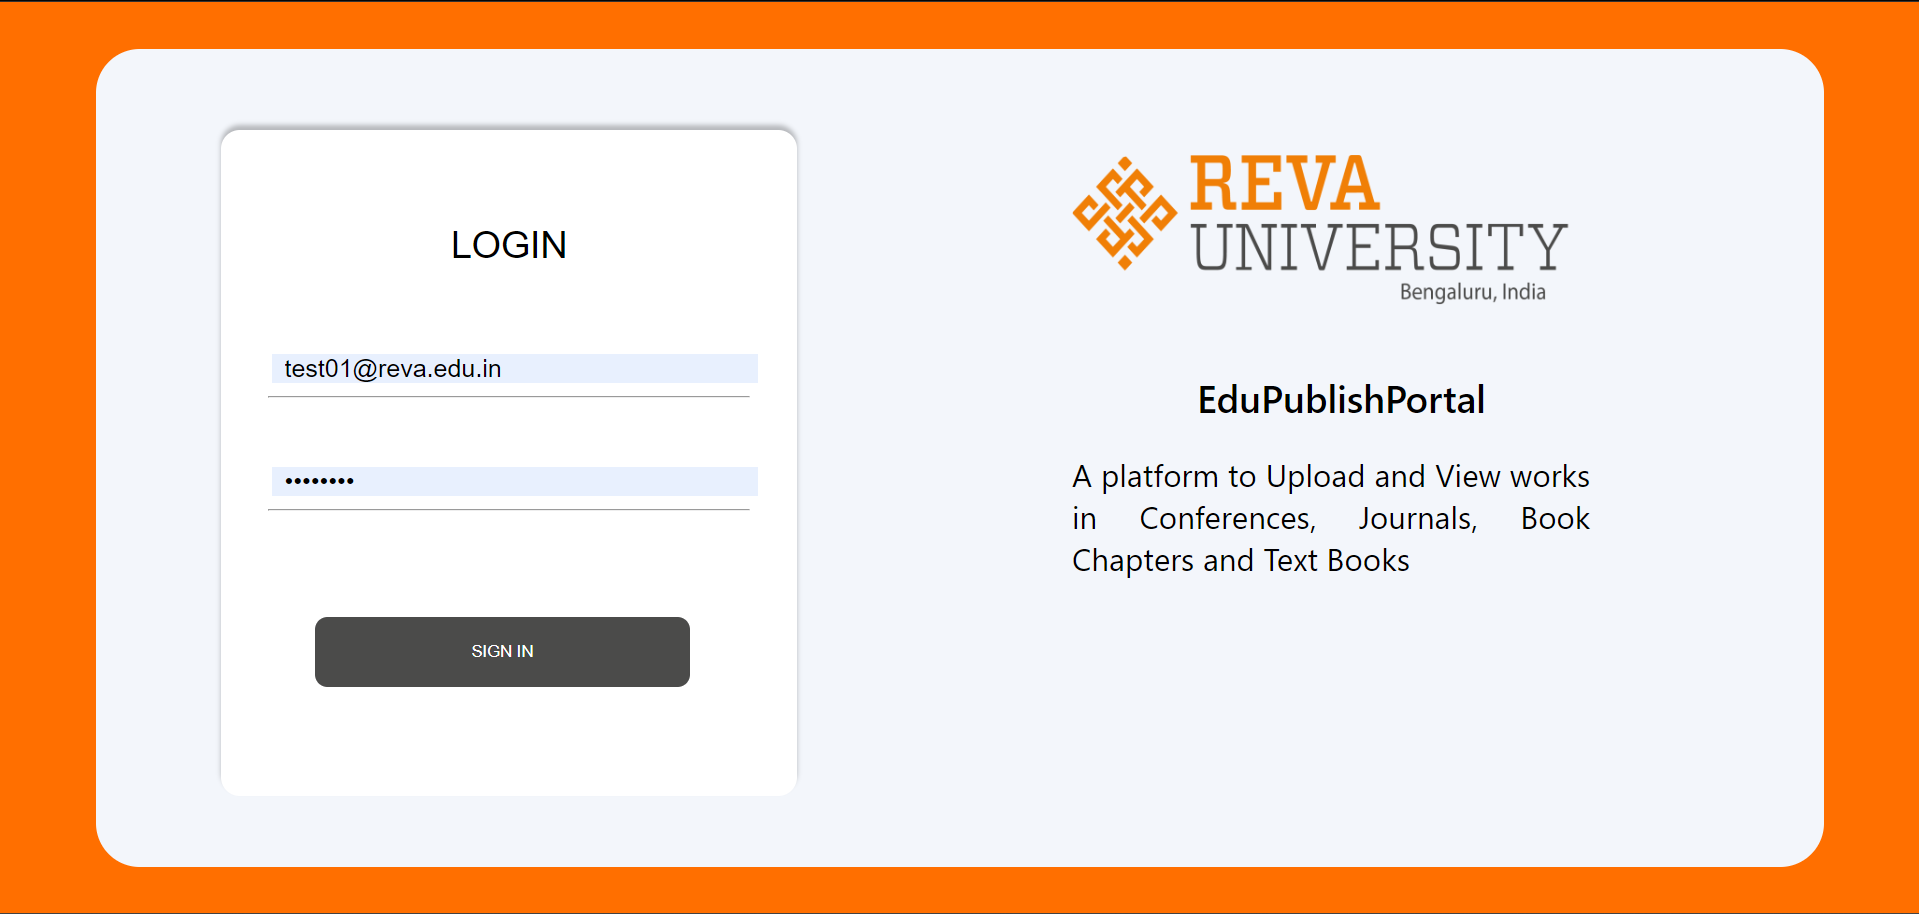 LOGIN
test01@reva.edu.in
••••••••
SIGN IN
REVA
UNIVERSITY
Bengaluru, India
EduPublishPortal
A platform to Upload and View works
in Conferences, Journals, Book
Chapters and Text Books